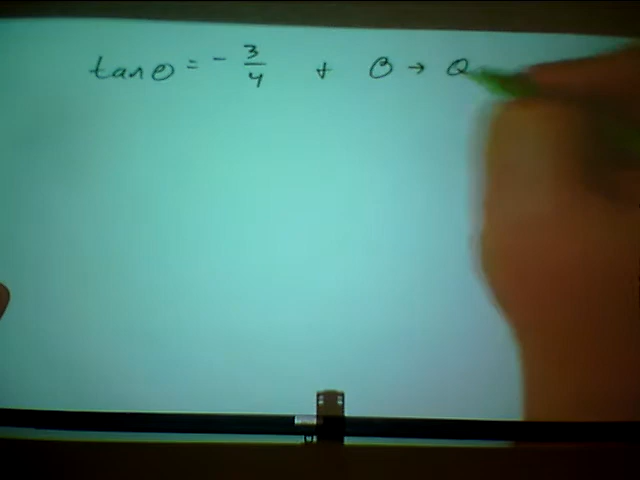 tanθ = - 3/4 + θ → Q